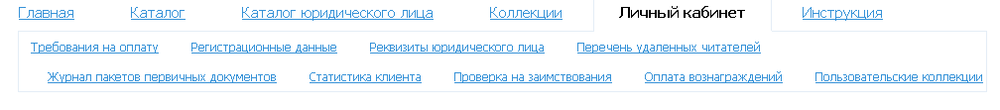 Главная Каталог Каталог юридического лица Коллекции Личный кабинет Инструкция
Требования на оплату Регистрационные данные Реквизиты юридического лица Перечень удаленных читателей
Журнал пакетов первичных документов Статистика клиента Проверка на заимствования Оплата вознаграждений Пользовательские коллекции